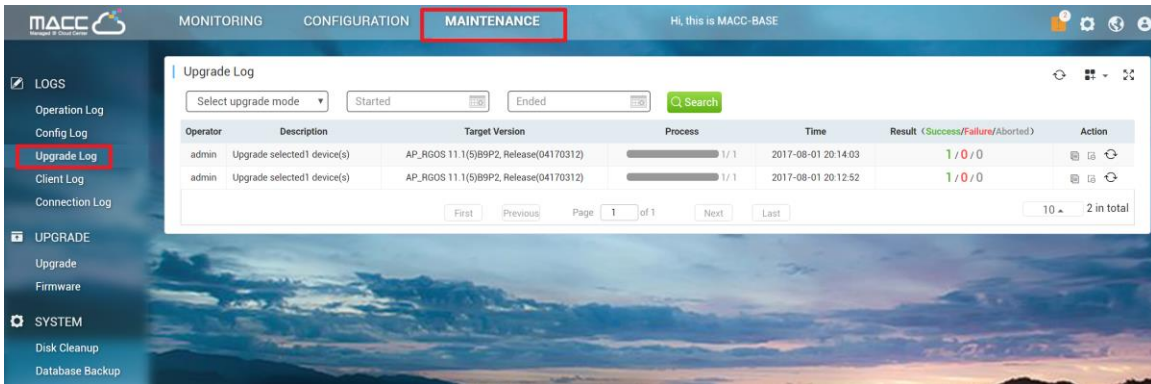 MACC
MONITORING CONFIGURATION MAINTENANCE Hi, this is MACC-BASE
LOGS
Operation Log
Config Log
Upgrade Log
Client Log
Connection Log
UPGRADE
Upgrade
Firmware
SYSTEM
Disk Cleanup
Database Backup
Upgrade Log
Select upgrade mode Started Ended Search
Operator Description Target Version Process Time Result (Success/Failure/Aborted) Action
admin Upgrade selected1 device(s) AP_RGOS 11.1(5)B9P2, Release(04170312) 1/1 2017-08-01 20:14:03 1/0/0
admin Upgrade selected1 device(s) AP_RGOS 11.1(5)B9P2, Release(04170312) 1/1 2017-08-01 20:12:52 1/0/0
First Previous Page 1 of 1 Next Last 10 2 in total